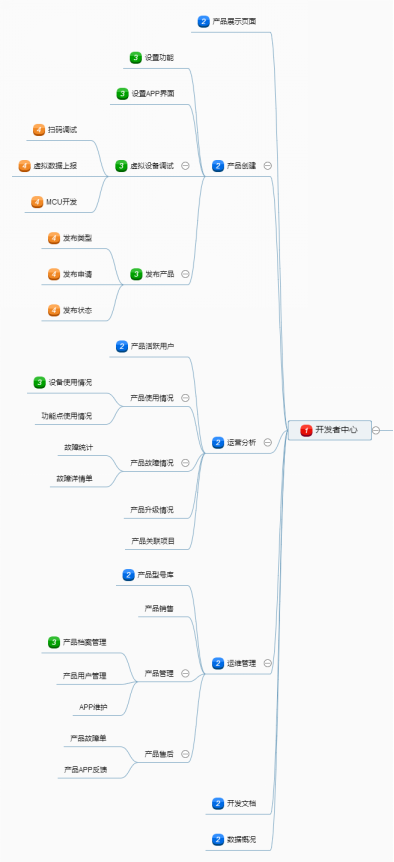 2 产品展示页面
3 设置功能
3 设置APP界面
4 扫码调试
4 虚拟数据上报
3 虚拟设备调试
2 产品创建
4 MCU开发
4 发布类型
4 发布申请
3 发布产品
4 发布状态
2 产品活跃用户
3 设备使用情况
产品使用情况
功能点使用情况
1 开发者中心
2 运营分析
故障统计
产品故障情况
故障详情单
产品升级情况
产品关联项目
2 产品型号库
产品销售
3 产品档案管理
2 运维管理
产品用户管理
产品管理
APP维护
产品故障单
产品售后
产品APP反馈
2 开发文档
2 数据概况